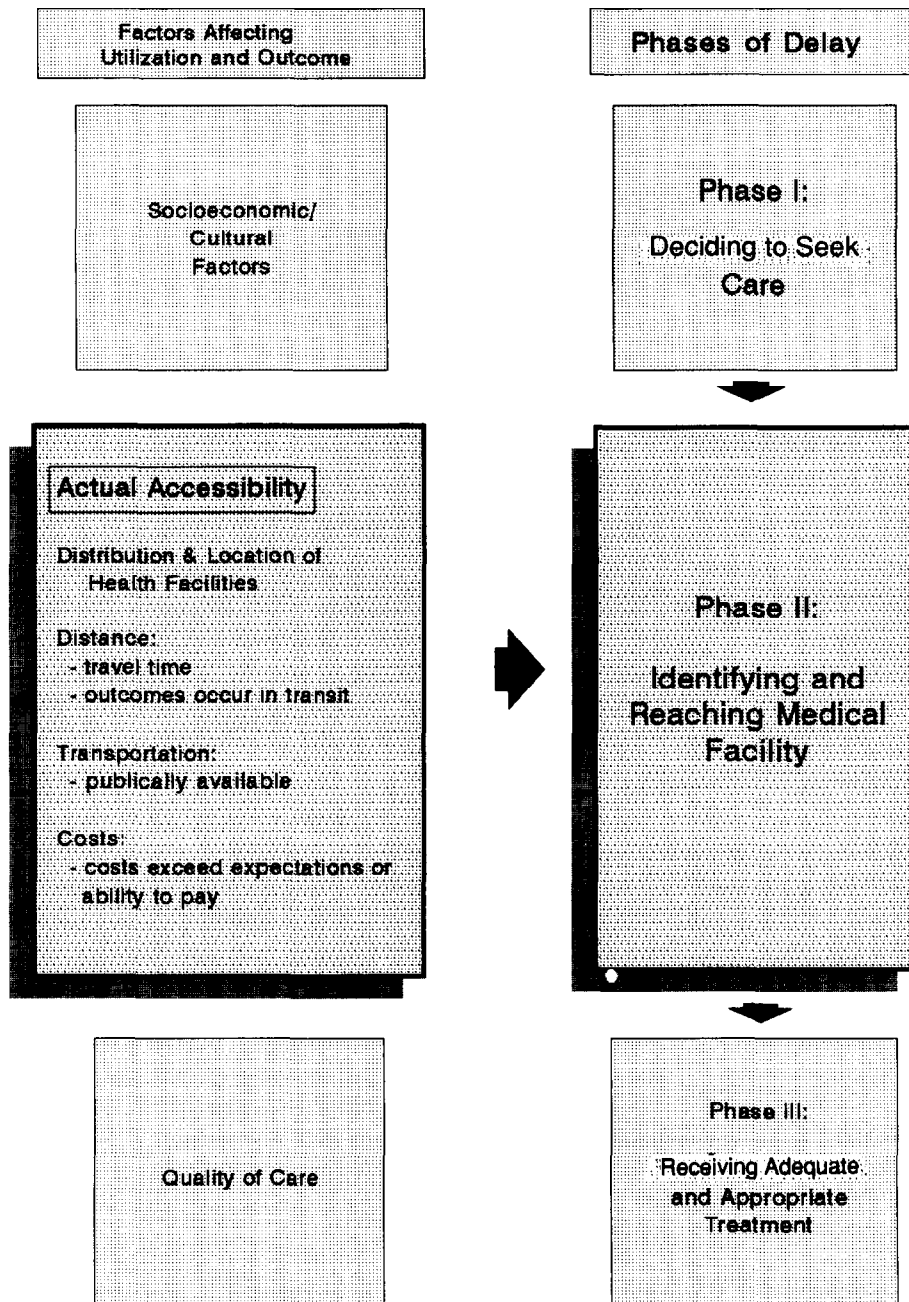 Factors Affecting
Utilization and Outcome
Phases of Delay
Socioeconomic/
Cultural
Factors
Phase I:
Deciding to Seek
Care
Actual Accessibility
Distribution & Location of
Health Facilities
Distance:
- travel time
- outcomes occur in transit
Transportation:
- publically available
Costs:
- costs exceed expectations or
ability to pay
Phase II:
Identifying and
Reaching Medical
Facility
Quality of Care
Phase III:
Receiving Adequate
and Appropriate
Treatment